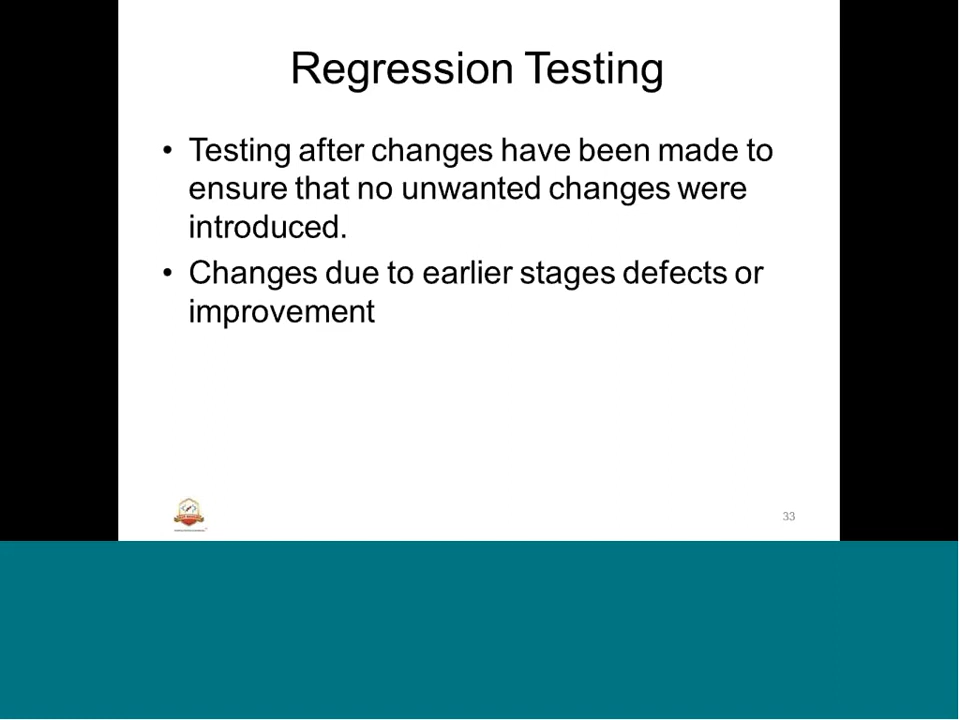 Regression Testing
• Testing after changes have been made to
ensure that no unwanted changes were
introduced.
• Changes due to earlier stages defects or
improvement
33